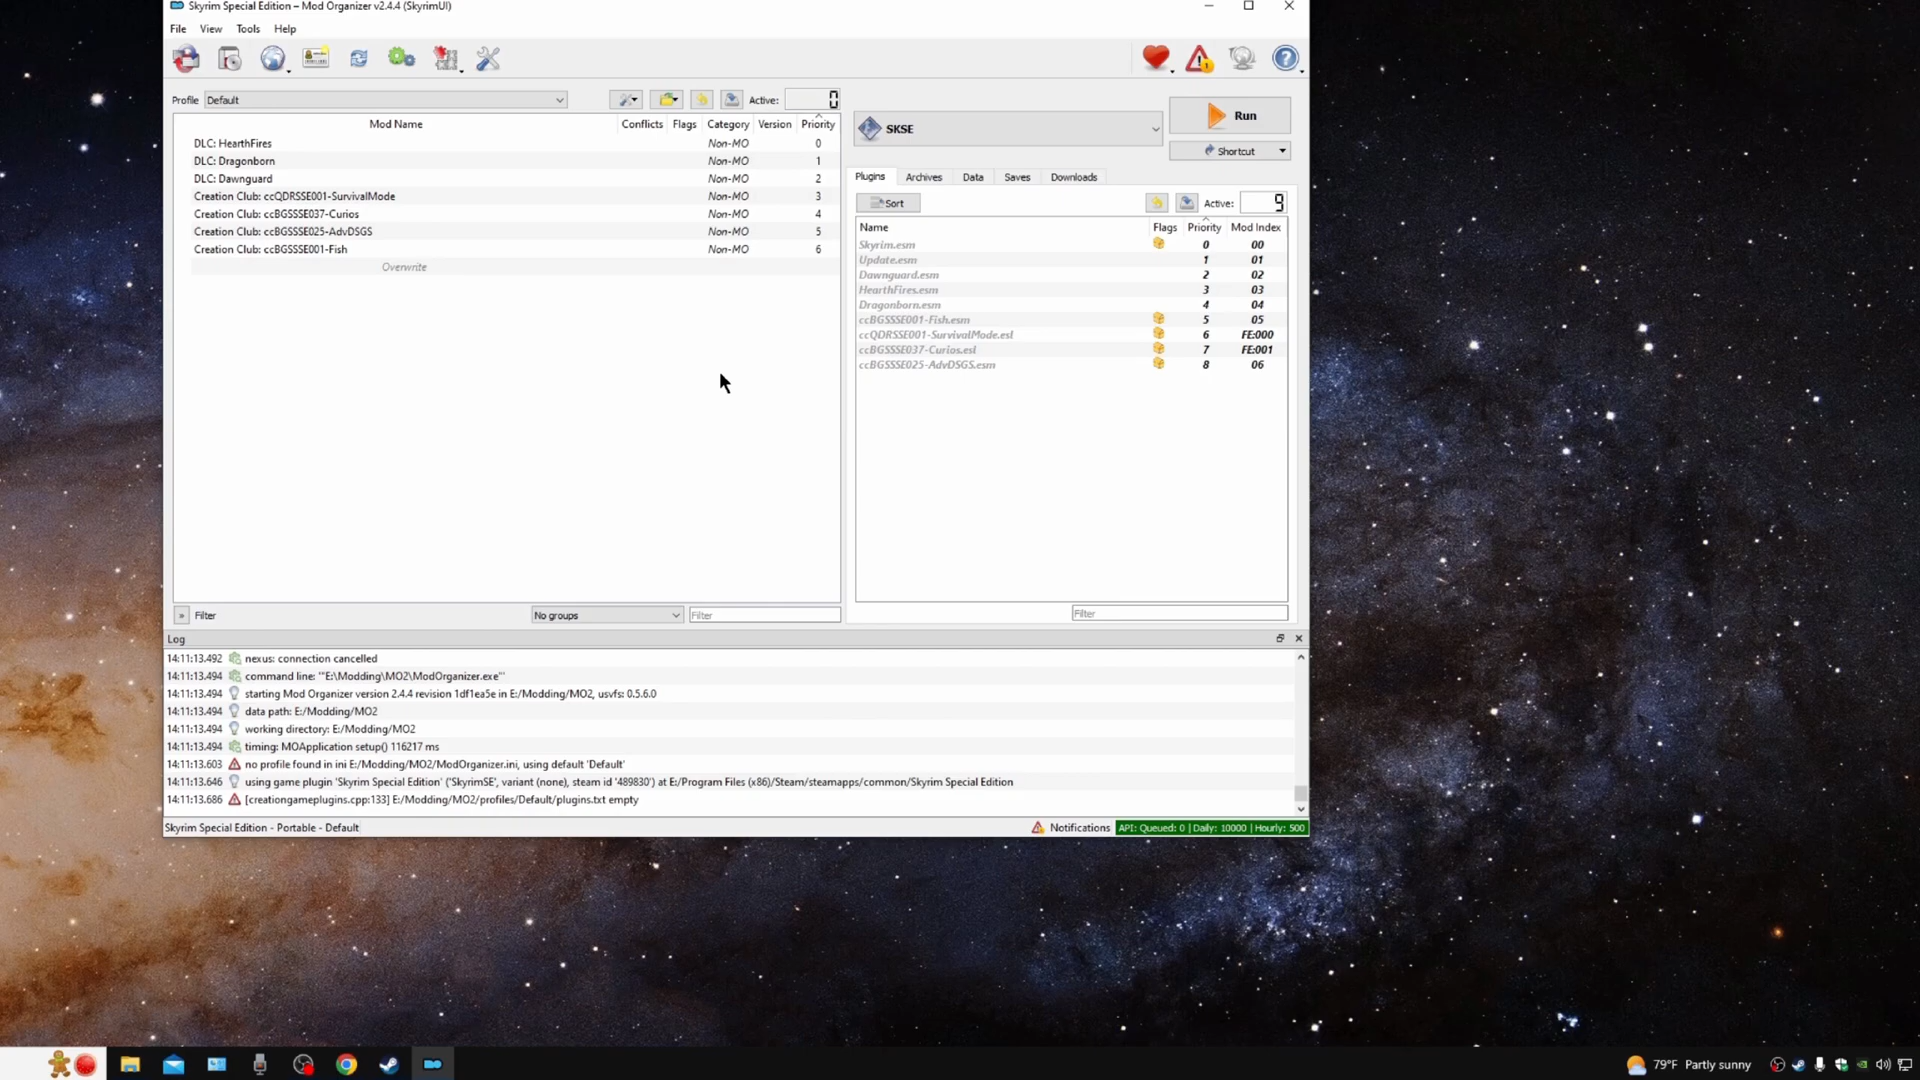 Skyrim Special Edition – Mod Organizer v2.4.4 (SkyrimUI)
File View Tools Help
Profile Default Active: 0
Mod Name Conflicts Flags Category Version Priority
DLC: HearthFires Non-MO 0
DLC: Dragonborn Non-MO 1
DLC: Dawnguard Non-MO 2
Creation Club: ccQDRSSE001-SurvivalMode Non-MO 3
Creation Club: ccBGSSSE037-Curios Non-MO 4
Creation Club: ccBGSSSE025-AdvDSGS Non-MO 5
Creation Club: ccBGSSSE001-Fish Non-MO 6
Overwrite
» Filter No groups Filter
SKSE
Run
Shortcut
Plugins Archives Data Saves Downloads
Sort Active: 9
Name Flags Priority Mod Index
Skyrim.esm 0 00
Update.esm 1 01
Dawnguard.esm 2 02
HearthFires.esm 3 03
Dragonborn.esm 4 04
ccBGSSSE001-Fish.esm 5 05
ccQDRSSE001-SurvivalMode.esl 6 FE:000
ccBGSSSE037-Curios.esl 7 FE:001
ccBGSSSE025-AdvDSGS.esm 8 06
Filter
Log
14:11:13.492 nexus: connection cancelled
14:11:13.494 command line: '"E:\Modding\MO2\ModOrganizer.exe"'
14:11:13.494 starting Mod Organizer version 2.4.4 revision 1df1ea5e in E:/Modding/MO2, usvfs: 0.5.6.0
14:11:13.494 data path: E:/Modding/MO2
14:11:13.494 working directory: E:/Modding/MO2
14:11:13.494 timing: MOApplication setup() 116217 ms
14:11:13.603 no profile found in ini E:/Modding/MO2/ModOrganizer.ini, using default 'Default'
14:11:13.646 using game plugin 'Skyrim Special Edition' ('SkyrimSE', variant (none), steam id '489830') at E:/Program Files (x86)/Steam/steamapps/common/Skyrim Special Edition
14:11:13.686 [creationgameplugins.cpp:133] E:/Modding/MO2/profiles/Default/plugins.txt empty
Skyrim Special Edition - Portable - Default Notifications API: Queued: 0 | Daily: 10000 | Hourly: 500
79°F Partly sunny